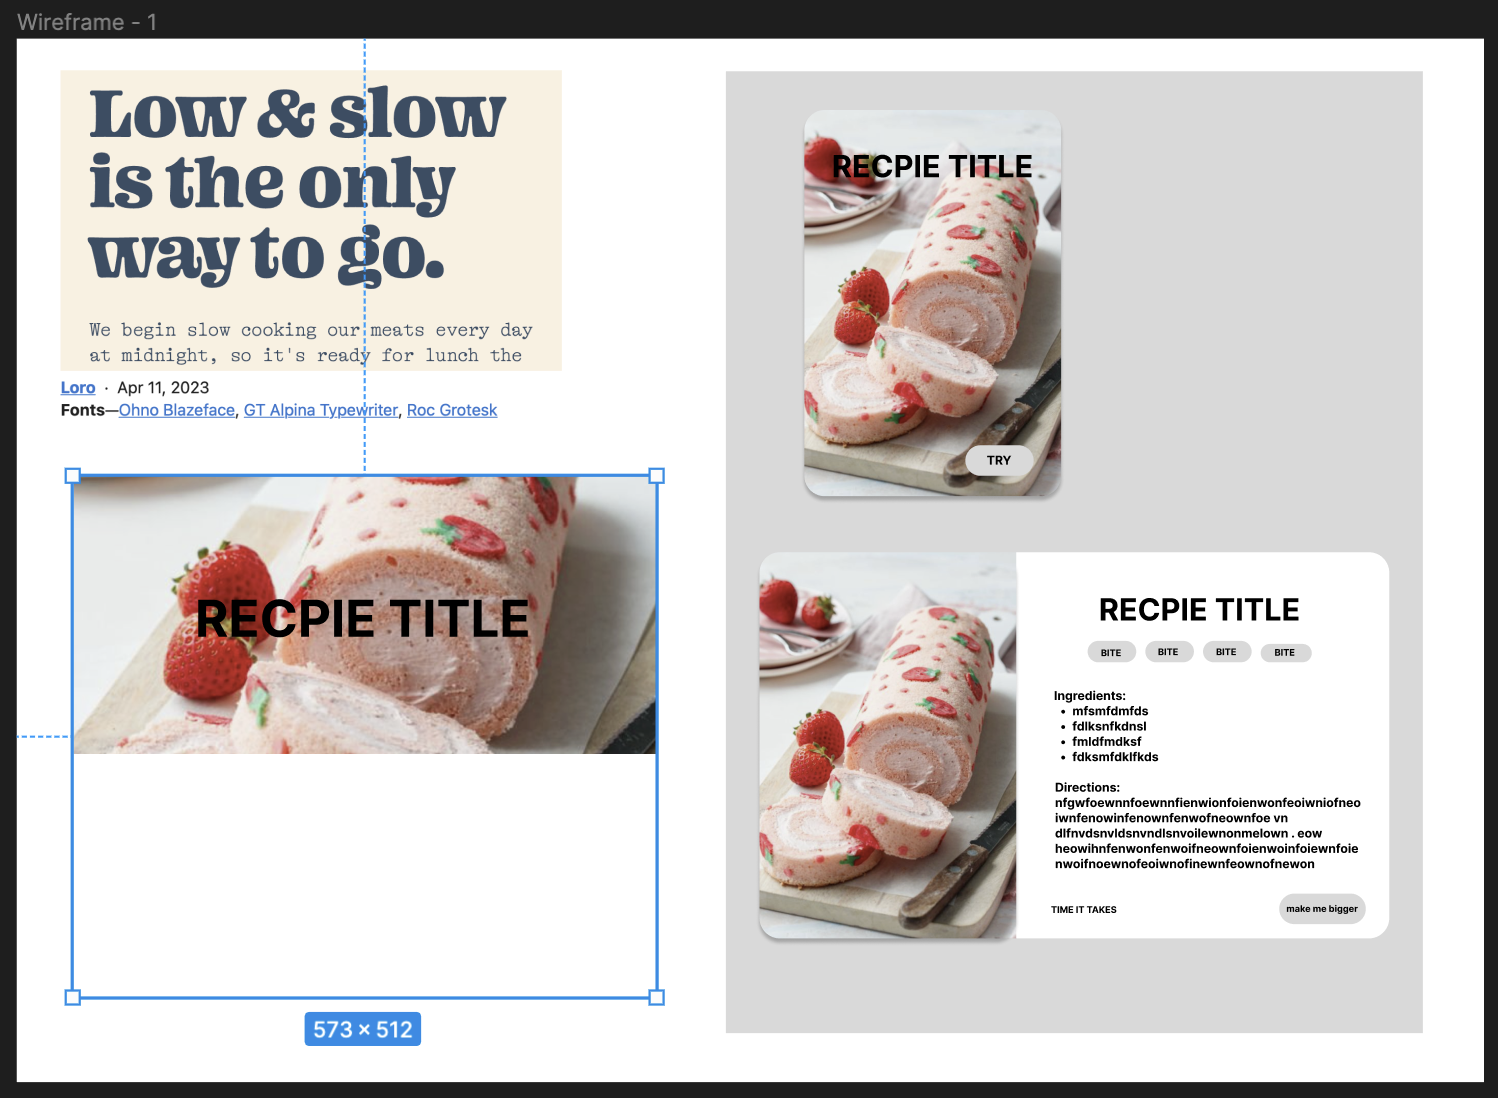 Wireframe - 1
Low & slow
is the only
way to go.
We begin slow cooking our meats every day
at midnight, so it's ready for lunch the
Loro · Apr 11, 2023
Fonts—Ohno Blazeface, GT Alpina Typewriter, Roc Grotesk
RECPIE TITLE
573 × 512
RECPIE TITLE
TRY
RECPIE TITLE
BITE BITE BITE BITE
Ingredients:
• mfsmfdmfds
• fdlksnfkdnsl
• fmldfmdksf
• fdksmfdklfkds
Directions:
nfgwfoewnnfoewnnfienwionfoienwonfeoiwniofneo
iwnfenowinfenownfenwofneownfoe vn
dlfnvdsnvldsnvndlsnvoilewnonmelown . eow
heowihnfenwonfenwoifneownfoienwoinfoiewnfoie
nwoifnoewnofeoiwnofinewnfeownofnewon
TIME IT TAKES
make me bigger